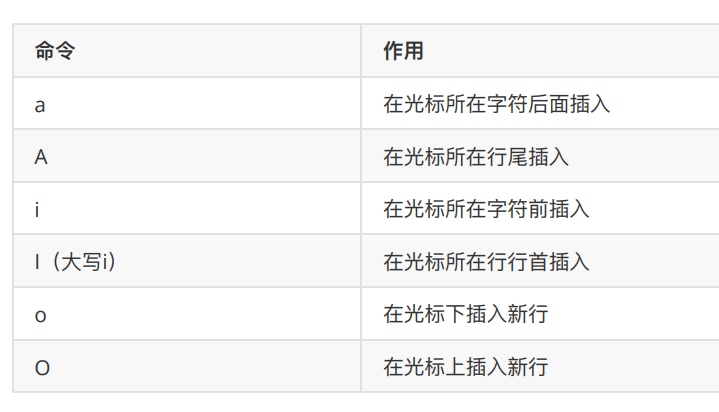 命令 作用
a 在光标所在字符后面插入
A 在光标所在行尾插入
i 在光标所在字符前插入
I（大写i） 在光标所在行行首插入
o 在光标下插入新行
O 在光标上插入新行